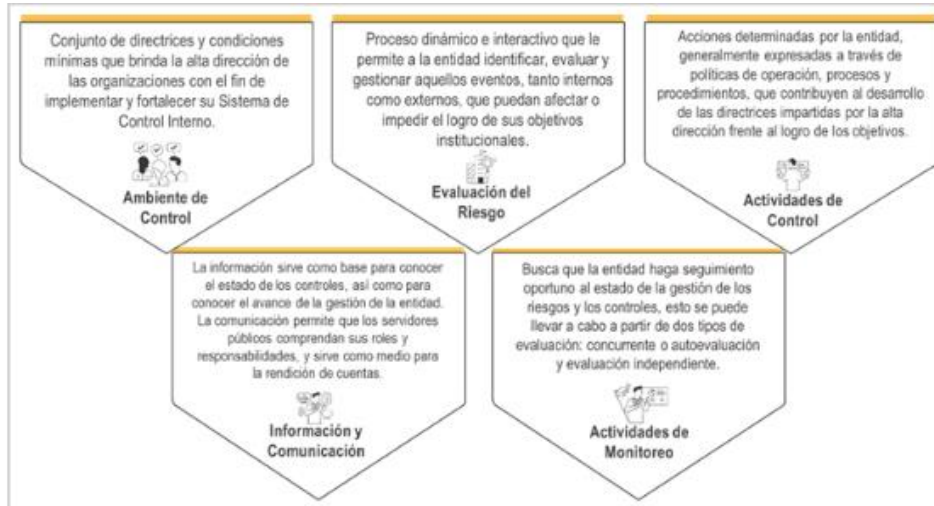 Conjunto de directrices y condiciones
mínimas que brinda la alta dirección de
las organizaciones con el fin de
implementar y fortalecer su Sistema de
Control Interno.
Ambiente de
Control
Proceso dinámico e interactivo que le
permite a la entidad identificar, evaluar y
gestionar aquellos eventos, tanto internos
como externos, que puedan afectar o
impedir el logro de sus objetivos
institucionales.
Evaluación del
Riesgo
Acciones determinadas por la entidad,
generalmente expresadas a través de
políticas de operación, procesos y
procedimientos, que contribuyen al desarrollo
de las directrices impartidas por la alta
dirección frente al logro de los objetivos.
Actividades de
Control
La información sirve como base para conocer
el estado de los controles, así como para
conocer el avance de la gestión de la entidad.
La comunicación permite que los servidores
públicos comprendan sus roles y
responsabilidades, y sirve como medio para
la rendición de cuentas.
Información y
Comunicación
Busca que la entidad haga seguimiento
oportuno al estado de la gestión de los
riesgos y los controles, esto se puede
llevar a cabo a partir de dos tipos de
evaluación: concurrente o autoevaluación
y evaluación independiente.
Actividades de
Monitoreo